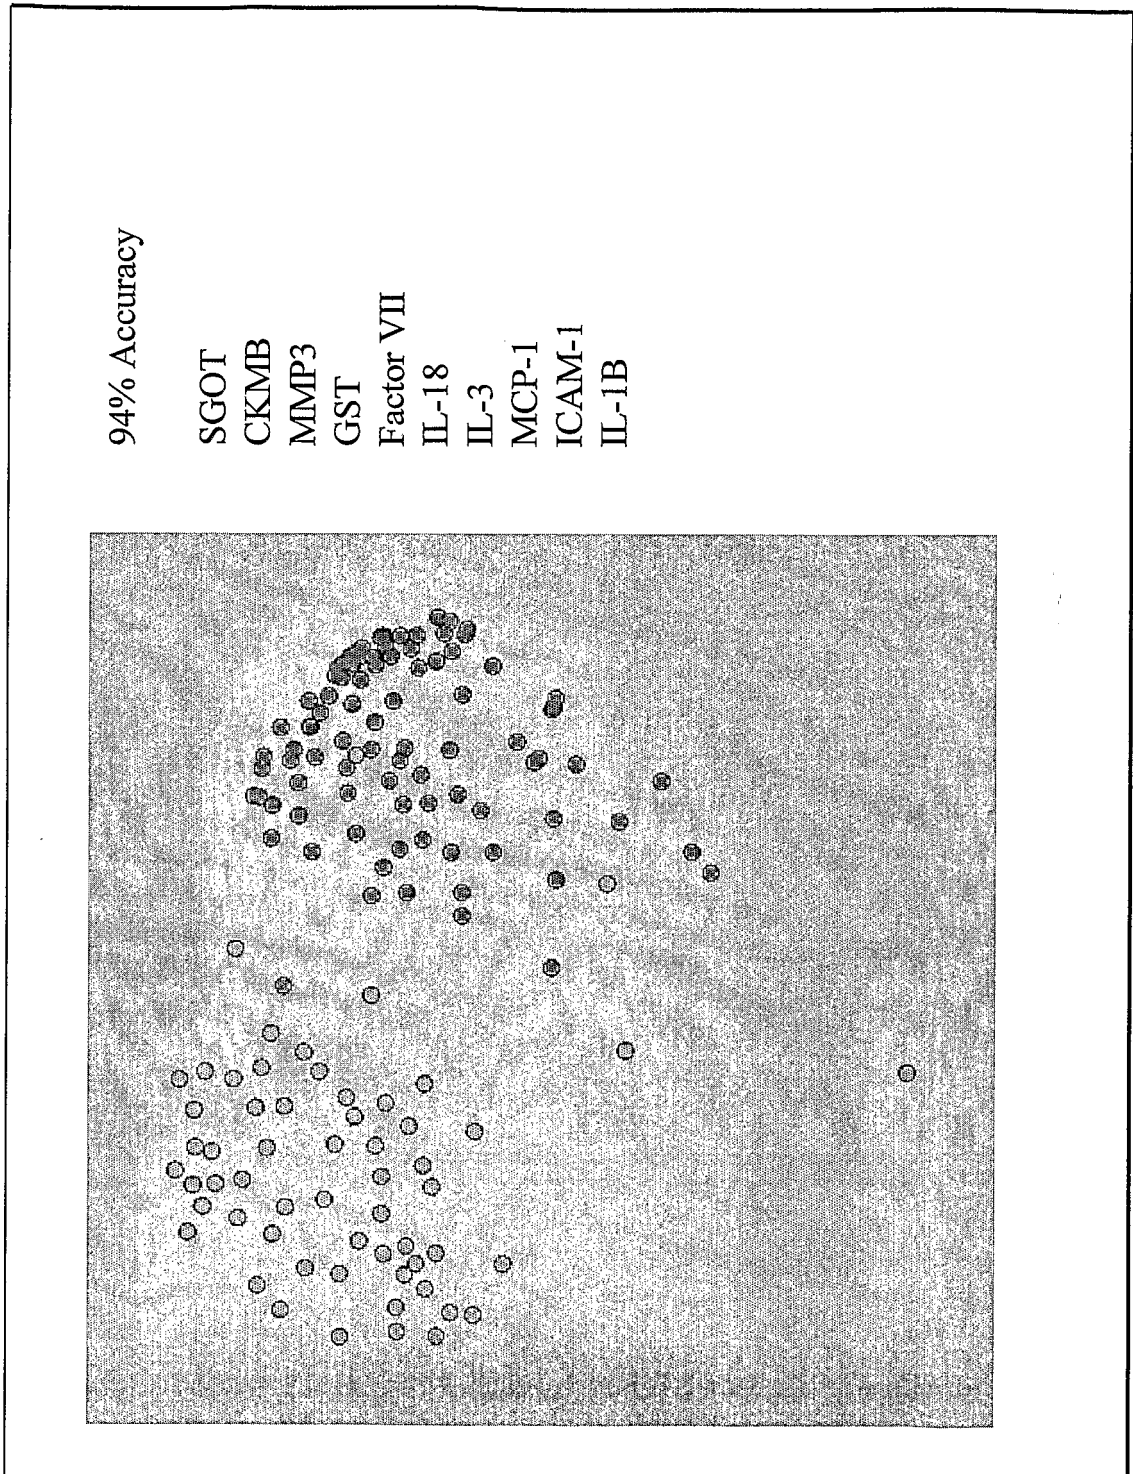 94% Accuracy
SGOT
CKMB
MMP3
GST
Factor VII
IL-18
IL-3
MCP-1
ICAM-1
IL-1B